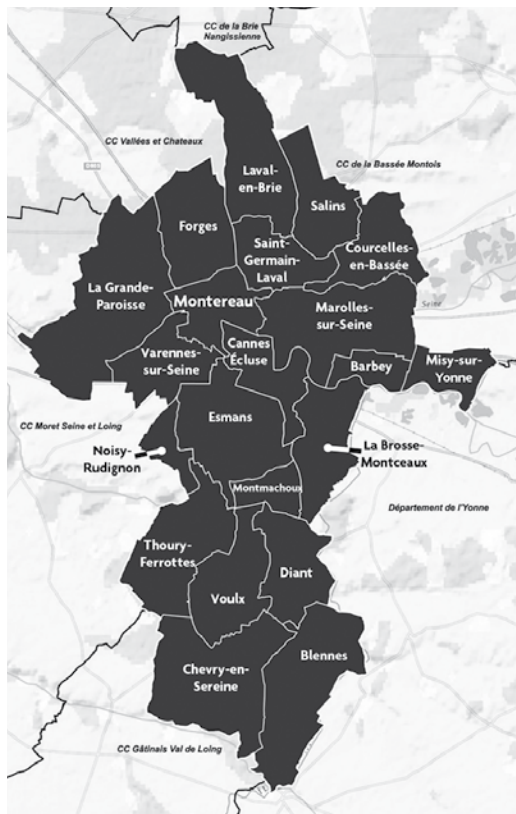 CC de la Brie
Nangissienne
CC Vallées et Chateaux
CC de la Bassée Montois
Laval-
en-Brie
Salins
Forges
Saint-
Germain-
Laval
Courcelles-
en-Bassée
La Grande-
Paroisse
Montereau
Marolles-
sur-Seine
Seine
Cannes
Écluse
Varennes-
sur-Seine
Barbey
Misy-sur-
Yonne
Esmans
CC Moret Seine et Loing
Noisy-
Rudignon
La Brosse-
Montceaux
Montmachoux
Département de l'Yonne
Thoury-
Ferrottes
Diant
Voulx
Blennes
Chevry-en-
Sereine
CC Gâtinais Val de Loing